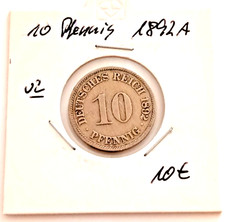 10 Pfennig 1892A
vz
DEUTSCHES REICH 1892
10
PFENNIG
10€